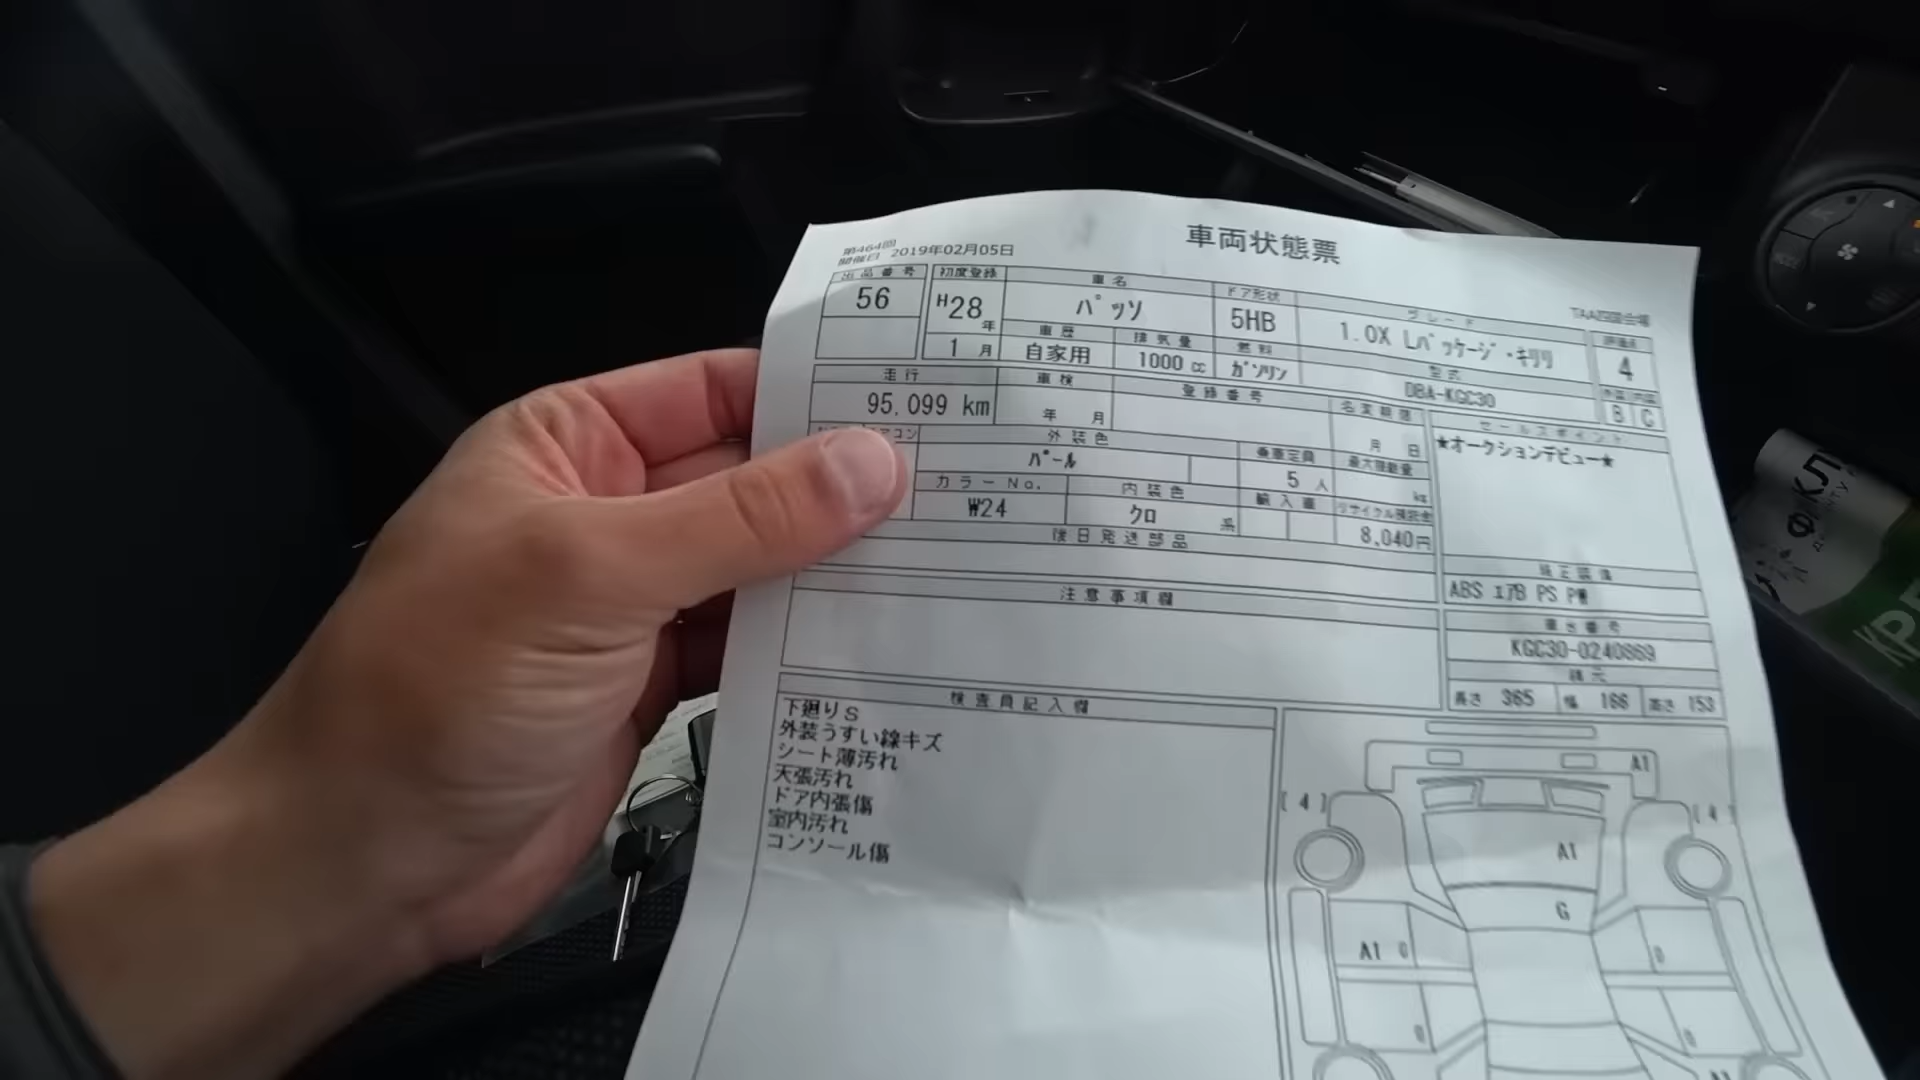 車両状態票
第464回
開催日 2019年02月05日
TAA四国会場
出品番号 初度登録 車名 ドア形状 グレード 評価点
56 H28年 パッソ 5HB 1.0X Lパッケージ・キリリ 4
車歴 排気量 燃料 型式 外装 内装
1月 自家用 1000cc ガソリン DBA-KGC30 B C
走行 車検 登録番号 名変期限 セールスポイント
95,099 km 年 月 月 日 ★オークションデビュー★
エアコン 外装色 乗車定員 最大積載量
パール 5人 kg
カラーNo. 内装色 輸入車 リサイクル預託金
W24 クロ 系 8,040円
後日発送部品 純正装備
ABS エアB PS PW
注意事項欄 車台番号
KGC30-0240869
諸元
長さ 365 幅 166 高さ 153
検査員記入欄
下廻りS
外装うすい線キズ
シート薄汚れ
天張汚れ
ドア内張傷
室内汚れ
コンソール傷
A1
[ 4 ] [ 4 ]
A1
G
A1